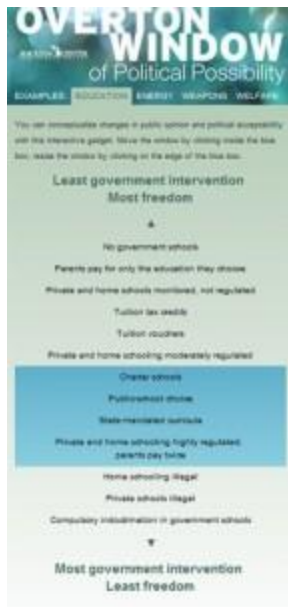 OVERTON
WINDOW
of Political Possibility
EXAMPLES: EDUCATION ENERGY WEAPONS WELFARE
You can conceptualize changes in public opinion and political acceptability
with this interactive gadget. Move the window by clicking inside the blue
box; resize the window by clicking on the edge of the blue box.
Least government intervention
Most freedom
▲
No government schools
Parents pay for only the education they choose
Private and home schools monitored, not regulated
Tuition tax credits
Tuition vouchers
Private and home schooling moderately regulated
Charter schools
Public-school choice
State-mandated curricula
Private and home schooling highly regulated;
parents pay twice
Home schooling illegal
Private schools illegal
Compulsory indoctrination in government schools
▼
Most government intervention
Least freedom